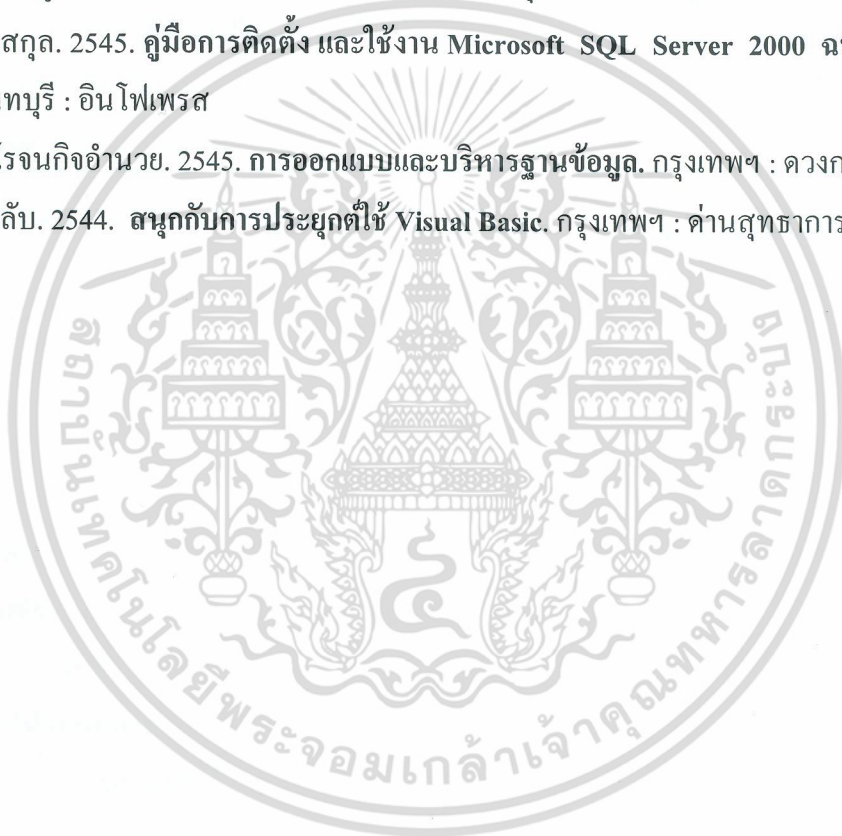 สกุล. 2545. คู่มือการติดตั้ง และใช้งาน Microsoft SQL Server 2000
ทบุรี : อินโฟเพรส
โรจนกิจอำนวย. 2545. การออกแบบและบริหารฐานข้อมูล. กรุงเทพฯ : ดวงก
ลับ. 2544. สนุกกับการประยุกต์ใช้ Visual Basic. กรุงเทพฯ : ด่านสุทธาการ
สถาบันเทคโนโลยีพระจอมเกล้าเจ้าคุณทหารลาดกระบัง